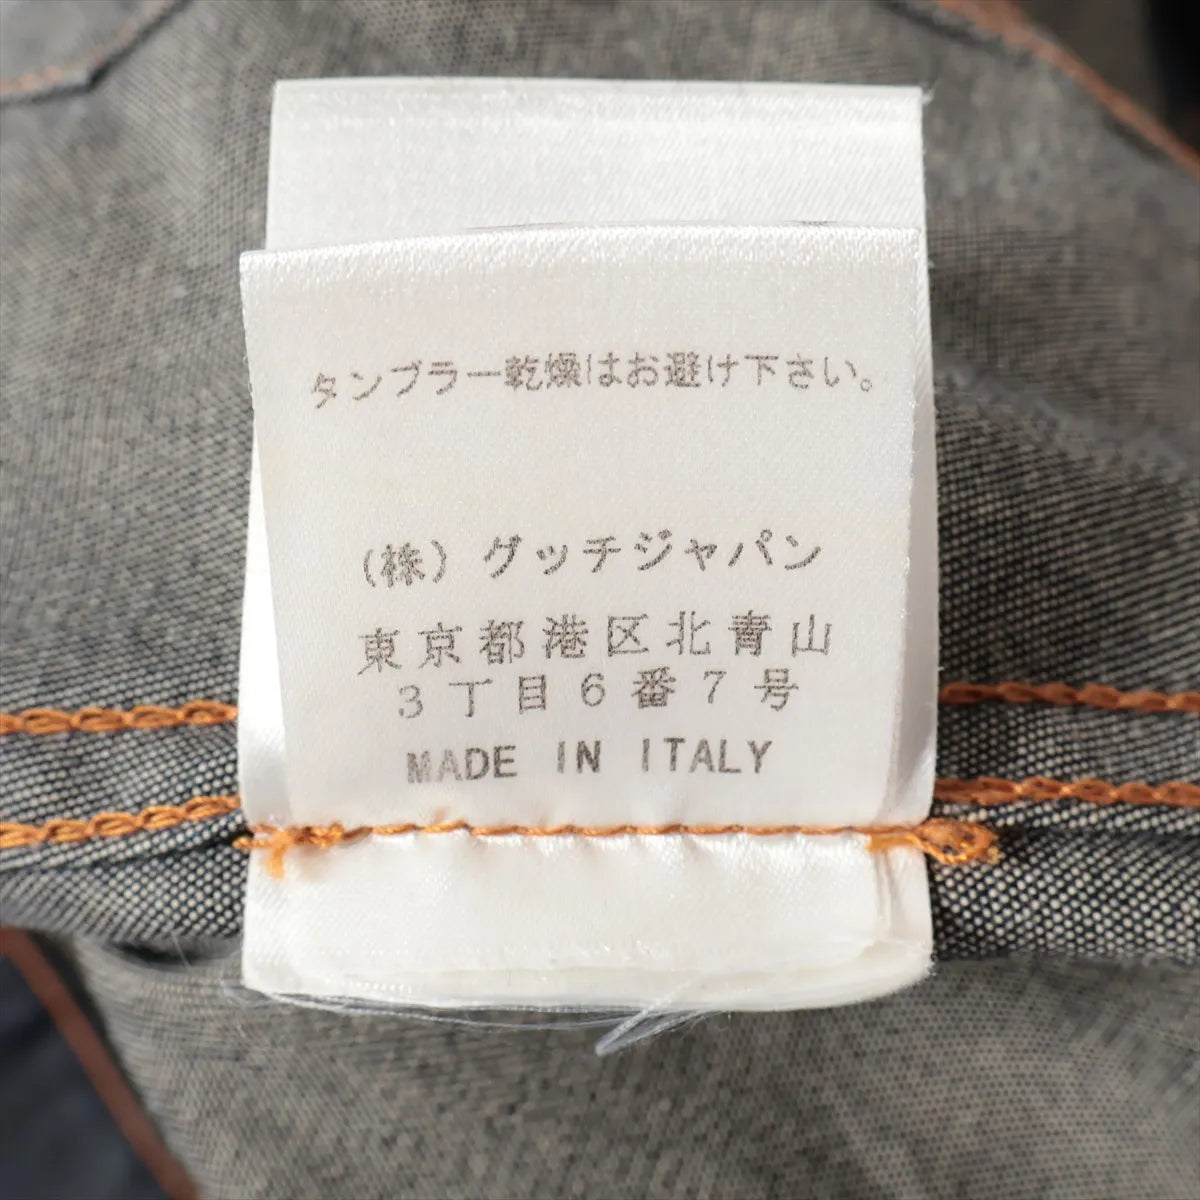 タンブラー乾燥はお避け下さい。
(株) グッチジャパン
東京都港区北青山
3丁目6番7号
MADE IN ITALY